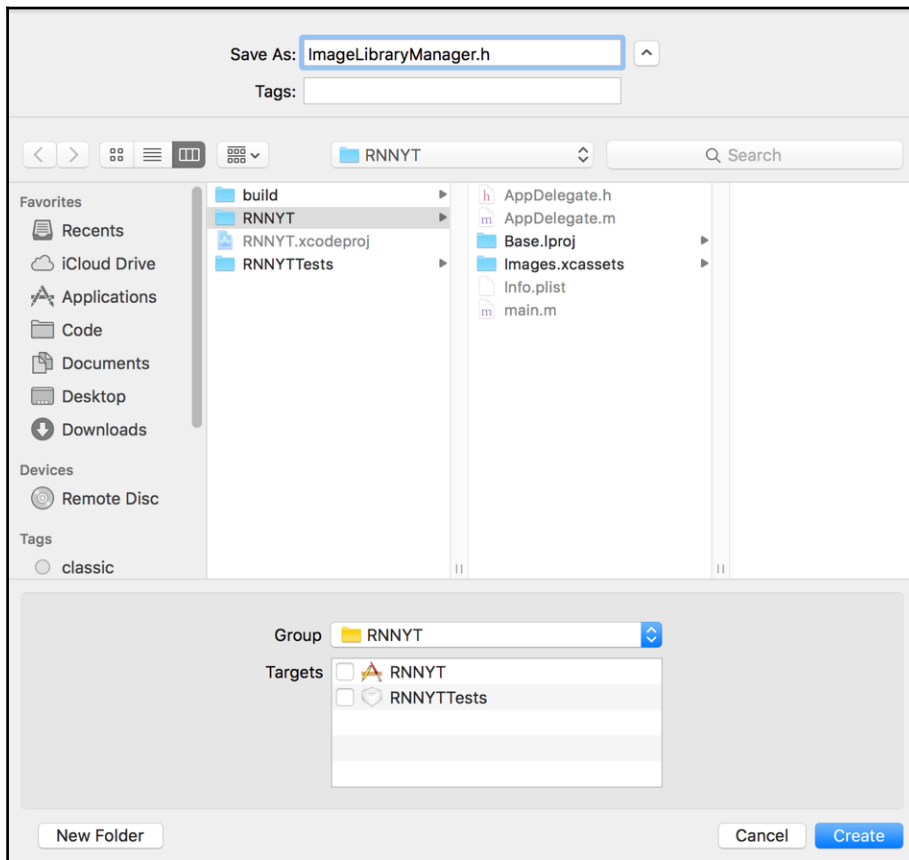 Save As: ImageLibraryManager.h
Tags:
RNNYT
Search
Favorites
Recents
iCloud Drive
Applications
Code
Documents
Desktop
Downloads
Devices
Remote Disc
Tags
classic
build
RNNYT
RNNYT.xcodeproj
RNNYTTests
h AppDelegate.h
m AppDelegate.m
Base.lproj
Images.xcassets
Info.plist
m main.m
Group RNNYT
Targets RNNYT
RNNYTTests
New Folder Cancel Create